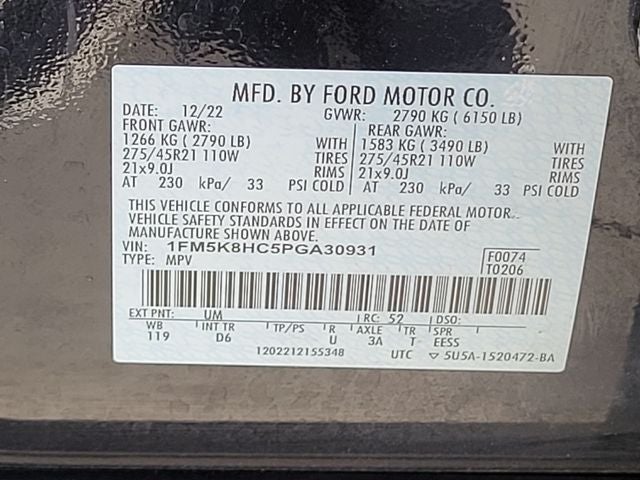 MFD. BY FORD MOTOR CO.
DATE: 12/22 GVWR: 2790 KG ( 6150 LB)
FRONT GAWR: REAR GAWR:
1266 KG ( 2790 LB) WITH 1583 KG ( 3490 LB) WITH
275/45R21 110W TIRES 275/45R21 110W TIRES
21x9.0J RIMS 21x9.0J RIMS
AT 230 kPa/ 33 PSI COLD AT 230 kPa/ 33 PSI COLD
THIS VEHICLE CONFORMS TO ALL APPLICABLE FEDERAL MOTOR
VEHICLE SAFETY STANDARDS IN EFFECT ON THE DATE OF
MANUFACTURE SHOWN ABOVE.
VIN: 1FM5K8HC5PGA30931 F0074
TYPE: MPV T0206
EXT PNT: UM RC: 52 DSO:
WB INT TR TP/PS R AXLE TR SPR
119 D6 U 3A T EESS
1202212155348 UTC ▽ 5U5A-1520472-BA